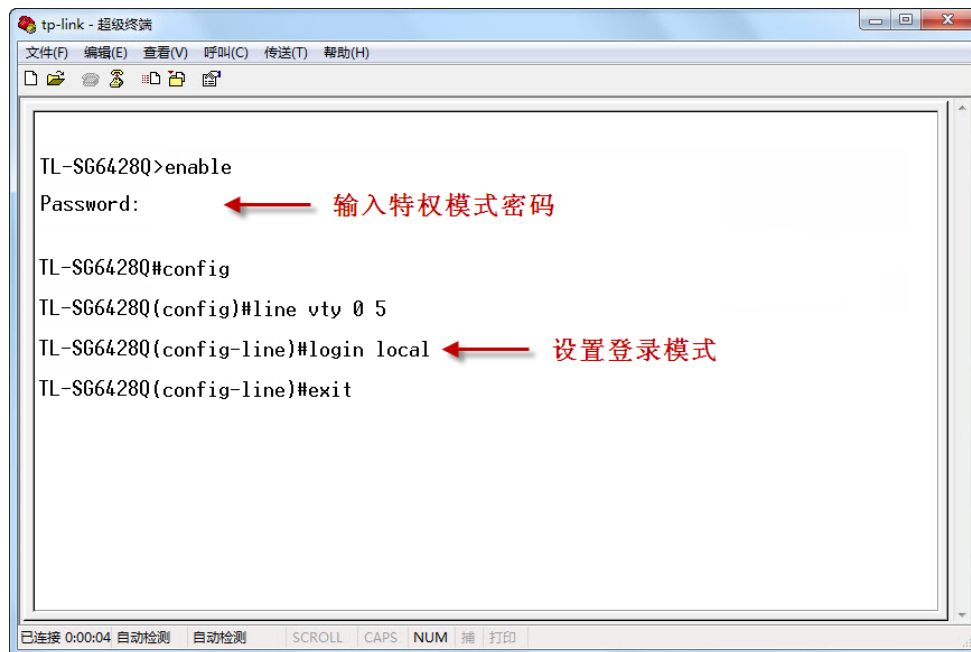 tp-link - 超级终端
文件(F) 编辑(E) 查看(V) 呼叫(C) 传送(T) 帮助(H)
TL-SG6428Q>enable
Password: 输入特权模式密码
TL-SG6428Q#config
TL-SG6428Q(config)#line vty 0 5
TL-SG6428Q(config-line)#login local 设置登录模式
TL-SG6428Q(config-line)#exit
已连接 0:00:04 自动检测 自动检测 SCROLL CAPS NUM 捕 打印